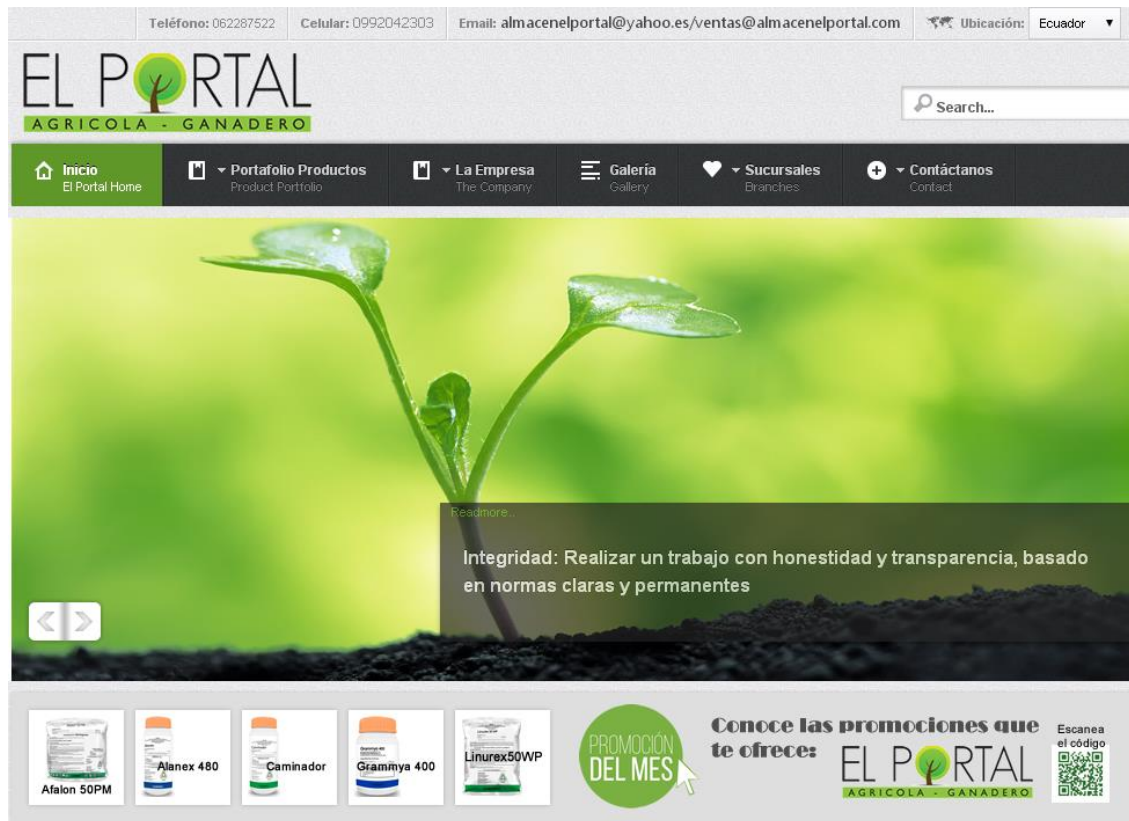 Teléfono: 062287522 Celular: 0992042303 Email: almacenelportal@yahoo.es/ventas@almacenelportal.com Ubicación: Ecuador
EL PORTAL
AGRICOLA - GANADERO
Search...
Inicio Portafolio Productos La Empresa Galería Sucursales Contáctanos
El Portal Home Product Portfolio The Company Gallery Branches Contact
Readmore..
Integridad: Realizar un trabajo con honestidad y transparencia, basado
en normas claras y permanentes
Afalon 50PM
Alanex 480
Caminador
Grammya 400
Linurex50WP
PROMOCIÓN
DEL MES
Conoce las promociones que
te ofrece:
EL PORTAL
AGRICOLA - GANADERO
Escanea
el código